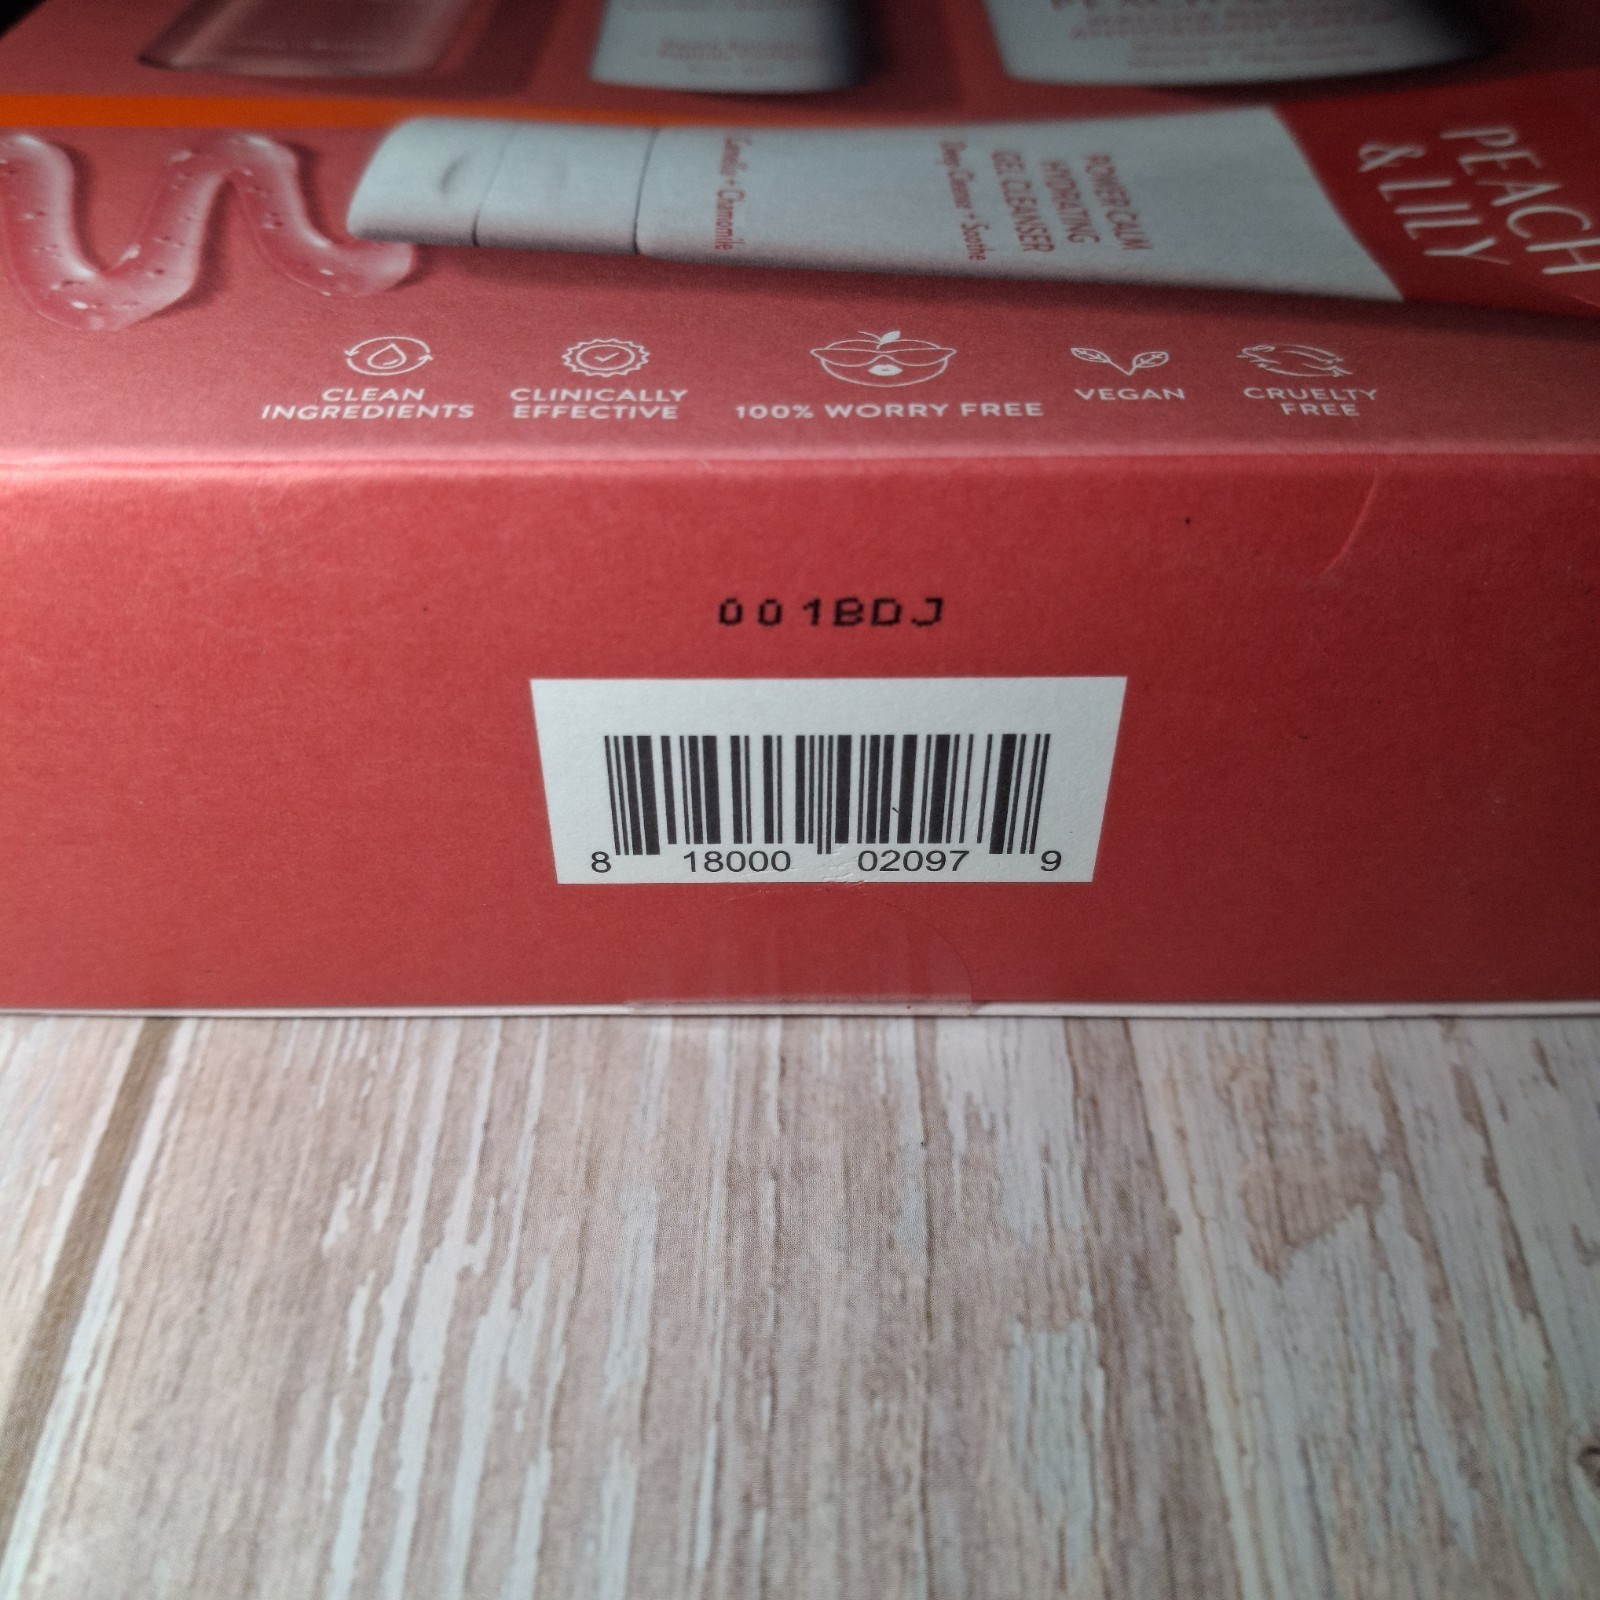 PEACH
& LILY
POWER CALM
HYDRATING
GEL CLEANSER
Deep Cleanse + Soothe
Centella + Chamomile
CLEAN
INGREDIENTS
CLINICALLY
EFFECTIVE
100% WORRY FREE
VEGAN
CRUELTY
FREE
001BDJ
8 18000 02097 9